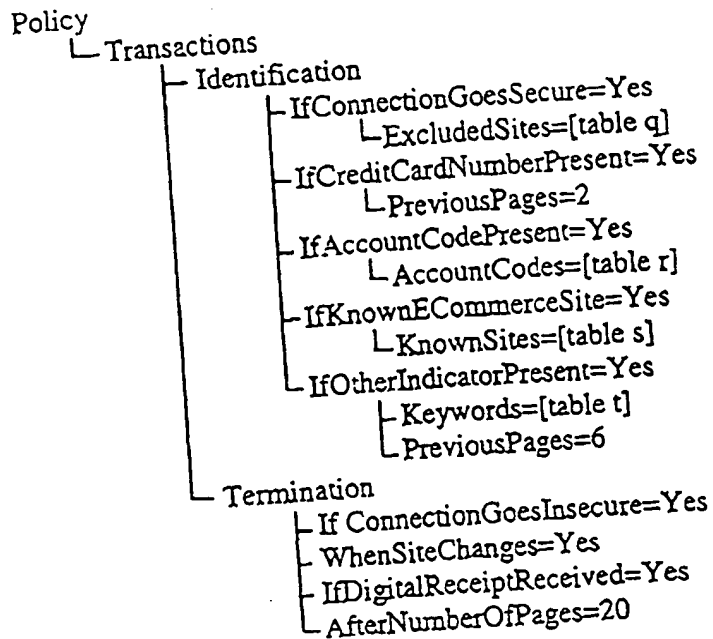 Policy
Transactions
Identification
IfConnectionGoesSecure=Yes
ExcludedSites=[table q]
IfCreditCardNumberPresent=Yes
PreviousPages=2
IfAccountCodePresent=Yes
AccountCodes=[table r]
IfKnownECommerceSite=Yes
KnownSites=[table s]
IfOtherIndicatorPresent=Yes
Keywords=[table t]
PreviousPages=6
Termination
If ConnectionGoesInsecure=Yes
WhenSiteChanges=Yes
IfDigitalReceiptReceived=Yes
AfterNumberOfPages=20